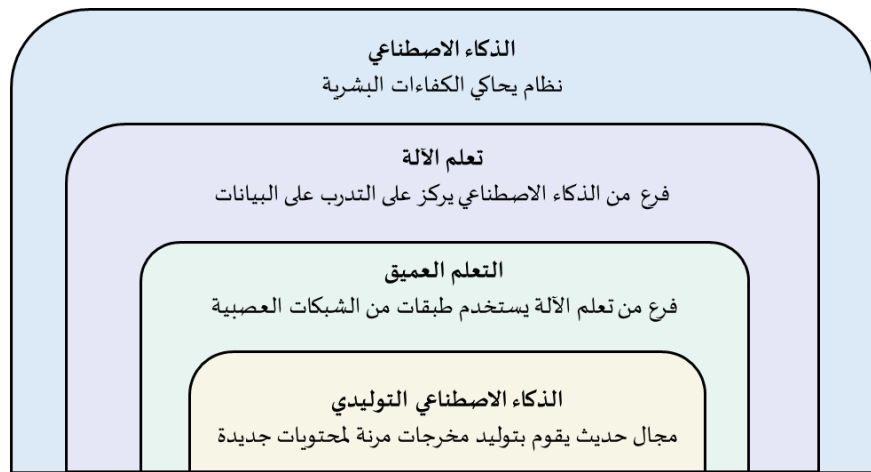 الذكاء الاصطناعي
نظام يحاكي الكفاءات البشرية
تعلم الآلة
فرع من الذكاء الاصطناعي يركز على التدرب على البيانات
التعلم العميق
فرع من تعلم الآلة يستخدم طبقات من الشبكات العصبية
الذكاء الاصطناعي التوليدي
مجال حديث يقوم بتوليد مخرجات مرنة لمحتويات جديدة